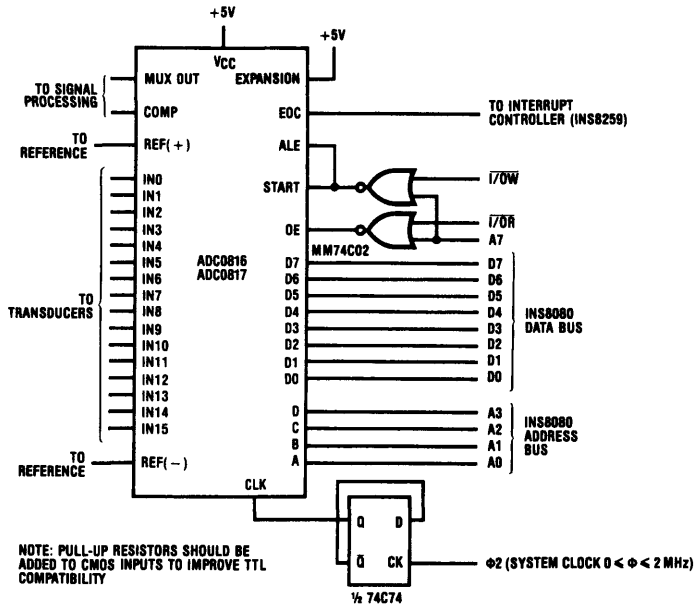 +5V
+5V
VCC
MUX OUT
EXPANSION
TO SIGNAL
PROCESSING
COMP
EOC
TO INTERRUPT
CONTROLLER (INS8259)
TO
REFERENCE
REF(+)
ALE
IN0
START
I/OW
IN1
IN2
I/OR
IN3
OE
A7
IN4
MM74C02
ADC0816
ADC0817
IN5
D7
D7
IN6
D6
D6
IN7
D5
D5
TO
TRANSDUCERS
IN8
D4
D4
INS8080
DATA BUS
IN9
D3
D3
IN10
D2
D2
IN11
D1
D1
IN12
D0
D0
IN13
IN14
D
A3
IN15
C
A2
INS8080
ADDRESS
BUS
B
A1
TO
REFERENCE
REF(−)
A
A0
CLK
Q
D
NOTE: PULL-UP RESISTORS SHOULD BE
ADDED TO CMOS INPUTS TO IMPROVE TTL
COMPATIBILITY
Q̅
CK
Φ2 (SYSTEM CLOCK 0 ≤ Φ ≤ 2 MHz)
½ 74C74